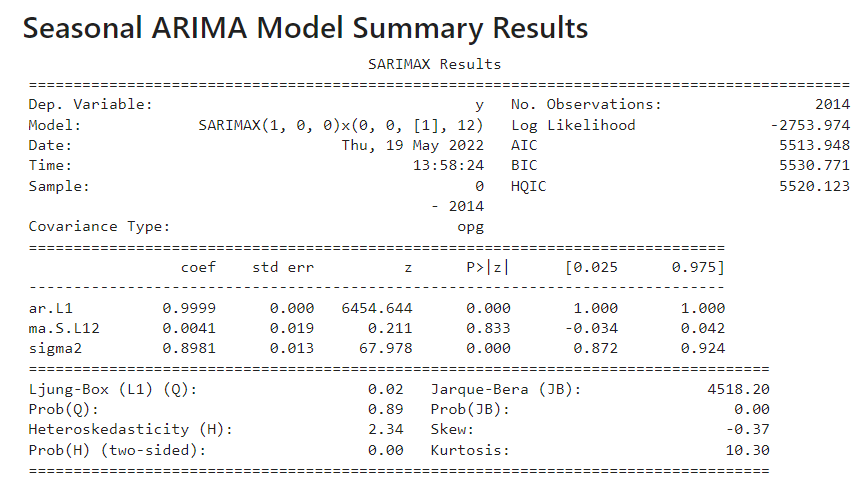 Seasonal ARIMA Model Summary Results
SARIMAX Results
==========================================================================================
Dep. Variable: y No. Observations: 2014
Model: SARIMAX(1, 0, 0)x(0, 0, [1], 12) Log Likelihood -2753.974
Date: Thu, 19 May 2022 AIC 5513.948
Time: 13:58:24 BIC 5530.771
Sample: 0 HQIC 5520.123
- 2014
Covariance Type: opg
==============================================================================
coef std err z P>|z| [0.025 0.975]
------------------------------------------------------------------------------
ar.L1 0.9999 0.000 6454.644 0.000 1.000 1.000
ma.S.L12 0.0041 0.019 0.211 0.833 -0.034 0.042
sigma2 0.8981 0.013 67.978 0.000 0.872 0.924
===================================================================================
Ljung-Box (L1) (Q): 0.02 Jarque-Bera (JB): 4518.20
Prob(Q): 0.89 Prob(JB): 0.00
Heteroskedasticity (H): 2.34 Skew: -0.37
Prob(H) (two-sided): 0.00 Kurtosis: 10.30
===================================================================================